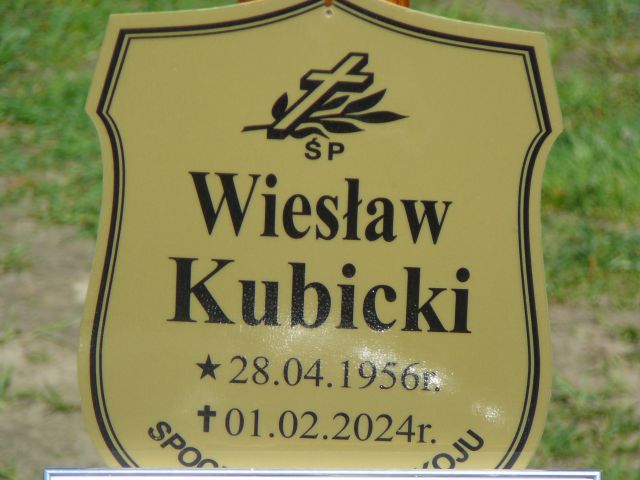 ŚP
Wiesław
Kubicki
★ 28.04.1956r.
✝ 01.02.2024r.